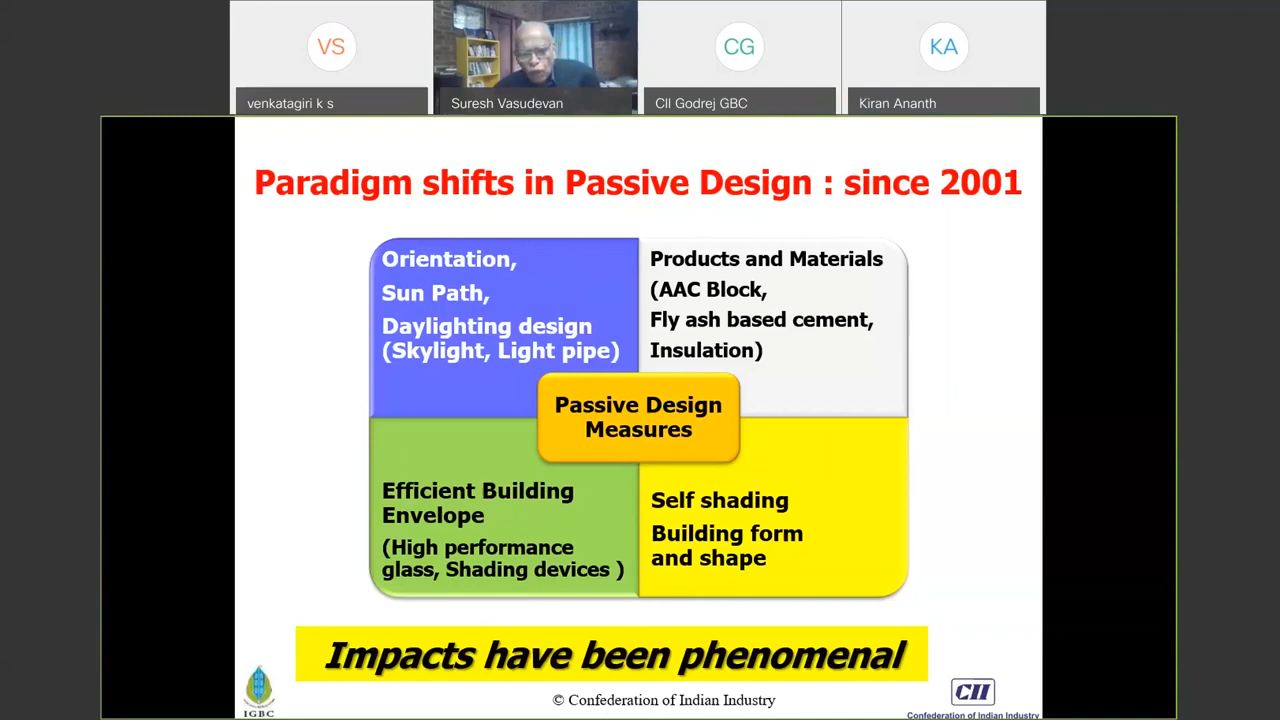 VS
CG
KA
venkatagiri k s
Suresh Vasudevan
CII Godrej GBC
Kiran Ananth
Paradigm shifts in Passive Design : since 2001
Orientation,
Sun Path,
Daylighting design
(Skylight, Light pipe)
Products and Materials
(AAC Block,
Fly ash based cement,
Insulation)
Passive Design
Measures
Efficient Building
Envelope
(High performance
glass, Shading devices )
Self shading
Building form
and shape
Impacts have been phenomenal
IGBC
© Confederation of Indian Industry
CII
Confederation of Indian Industry